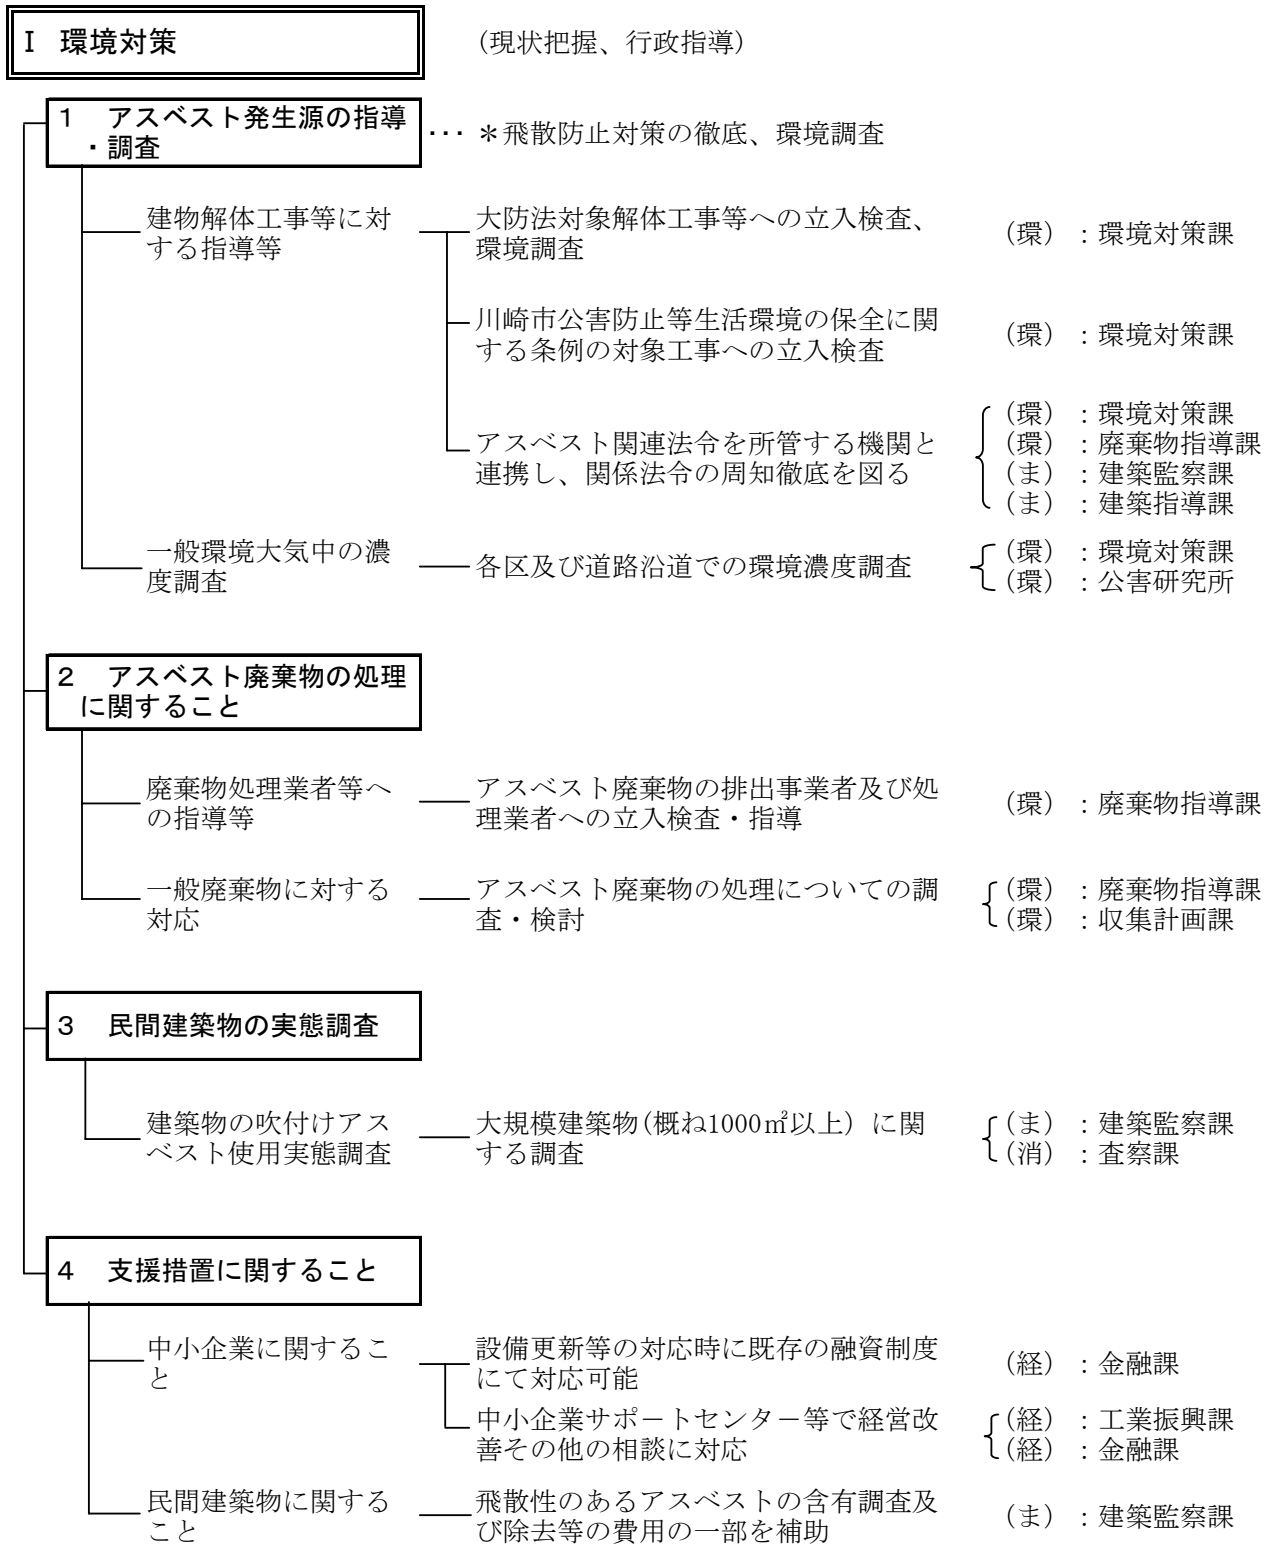 Ⅰ 環境対策
(現状把握、行政指導)
１ アスベスト発生源の指導
・調査
･･･ ＊飛散防止対策の徹底、環境調査
建物解体工事等に対
する指導等
大防法対象解体工事等への立入検査、
環境調査
(環) ：環境対策課
川崎市公害防止等生活環境の保全に関
する条例の対象工事への立入検査
(環) ：環境対策課
アスベスト関連法令を所管する機関と
連携し、関係法令の周知徹底を図る
(環) ：環境対策課
(環) ：廃棄物指導課
(ま) ：建築監察課
(ま) ：建築指導課
一般環境大気中の濃
度調査
各区及び道路沿道での環境濃度調査
(環) ：環境対策課
(環) ：公害研究所
２ アスベスト廃棄物の処理
に関すること
廃棄物処理業者等へ
の指導等
アスベスト廃棄物の排出事業者及び処
理業者への立入検査・指導
(環) ：廃棄物指導課
一般廃棄物に対する
対応
アスベスト廃棄物の処理についての調
査・検討
(環) ：廃棄物指導課
(環) ：収集計画課
３ 民間建築物の実態調査
建築物の吹付けアス
ベスト使用実態調査
大規模建築物(概ね1000㎡以上) に関
する調査
(ま) ：建築監察課
(消) ：査察課
４ 支援措置に関すること
中小企業に関するこ
と
設備更新等の対応時に既存の融資制度
にて対応可能
(経) ：金融課
中小企業サポ－トセンタ－等で経営改
善その他の相談に対応
(経) ：工業振興課
(経) ：金融課
民間建築物に関する
こと
飛散性のあるアスベストの含有調査及
び除去等の費用の一部を補助
(ま) ：建築監察課